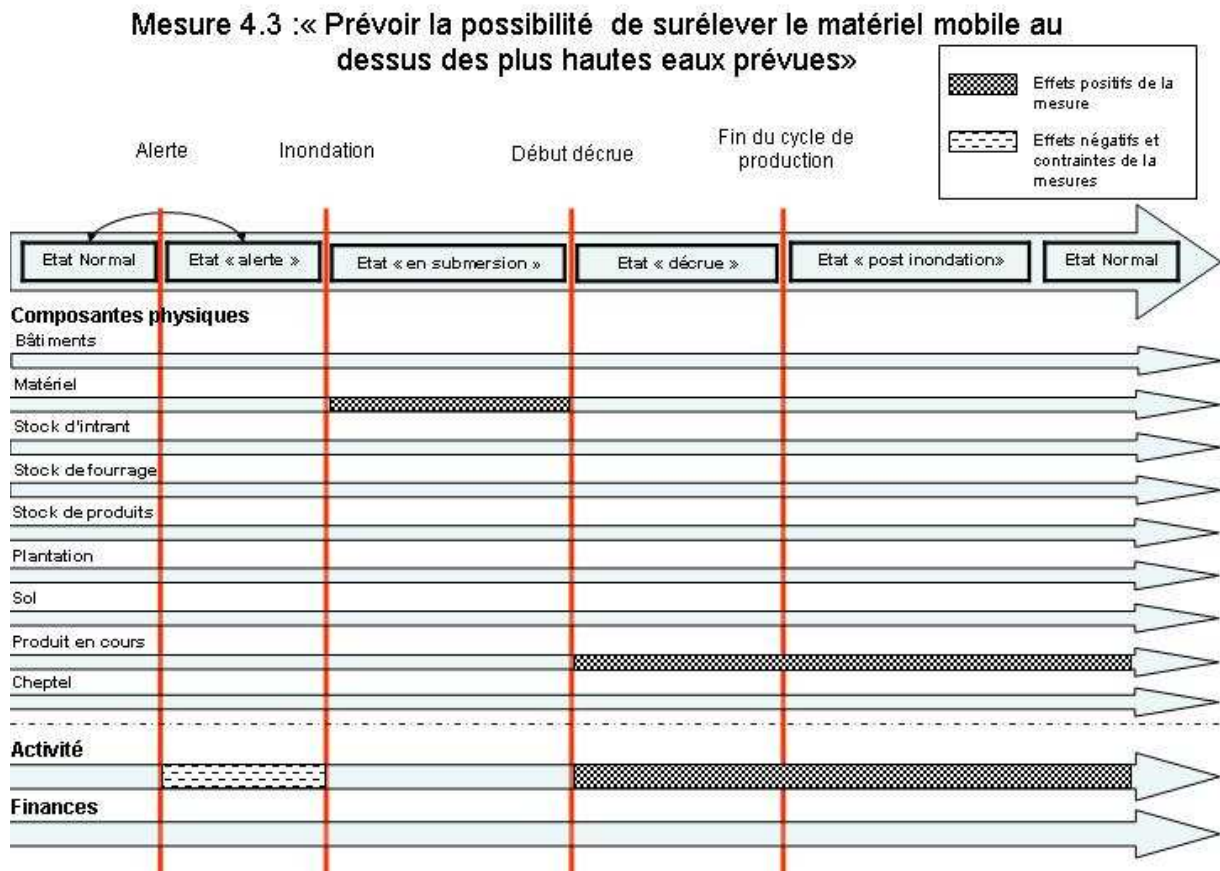 Mesure 4.3 :« Prévoir la possibilité de surélever le matériel mobile au
dessus des plus hautes eaux prévues»
Effets positifs de la
mesure
Effets négatifs et
contraintes de la
mesures
Alerte
Inondation
Début décrue
Fin du cycle de
production
Etat Normal
Etat « alerte »
Etat « en submersion »
Etat « décrue »
Etat « post inondation»
Etat Normal
Composantes physiques
Bâtiments
Matériel
Stock d'intrant
Stock de fourrage
Stock de produits
Plantation
Sol
Produit en cours
Cheptel
Activité
Finances